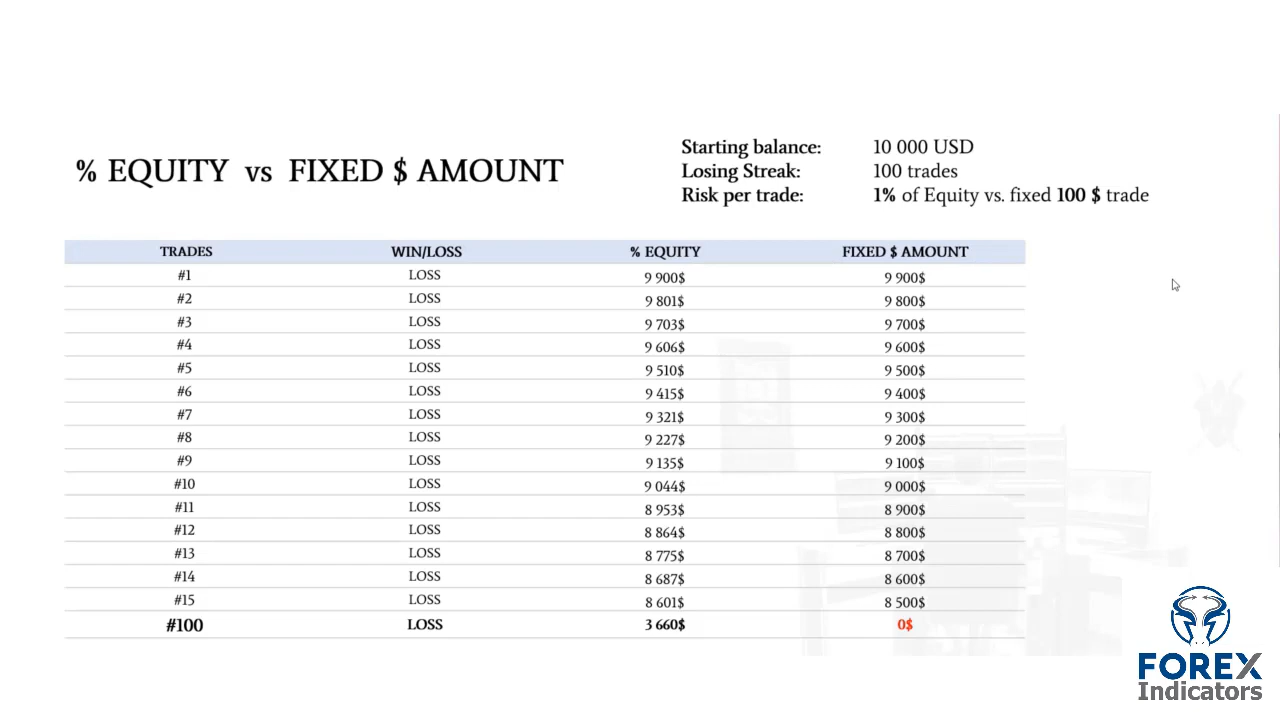 % EQUITY vs FIXED $ AMOUNT
Starting balance: 10 000 USD
Losing Streak: 100 trades
Risk per trade: 1% of Equity vs. fixed 100 $ trade
TRADES WIN/LOSS % EQUITY FIXED $ AMOUNT
#1 LOSS 9 900$ 9 900$
#2 LOSS 9 801$ 9 800$
#3 LOSS 9 703$ 9 700$
#4 LOSS 9 606$ 9 600$
#5 LOSS 9 510$ 9 500$
#6 LOSS 9 415$ 9 400$
#7 LOSS 9 321$ 9 300$
#8 LOSS 9 227$ 9 200$
#9 LOSS 9 135$ 9 100$
#10 LOSS 9 044$ 9 000$
#11 LOSS 8 953$ 8 900$
#12 LOSS 8 864$ 8 800$
#13 LOSS 8 775$ 8 700$
#14 LOSS 8 687$ 8 600$
#15 LOSS 8 601$ 8 500$
#100 LOSS 3 660$ 0$
FOREX
Indicators